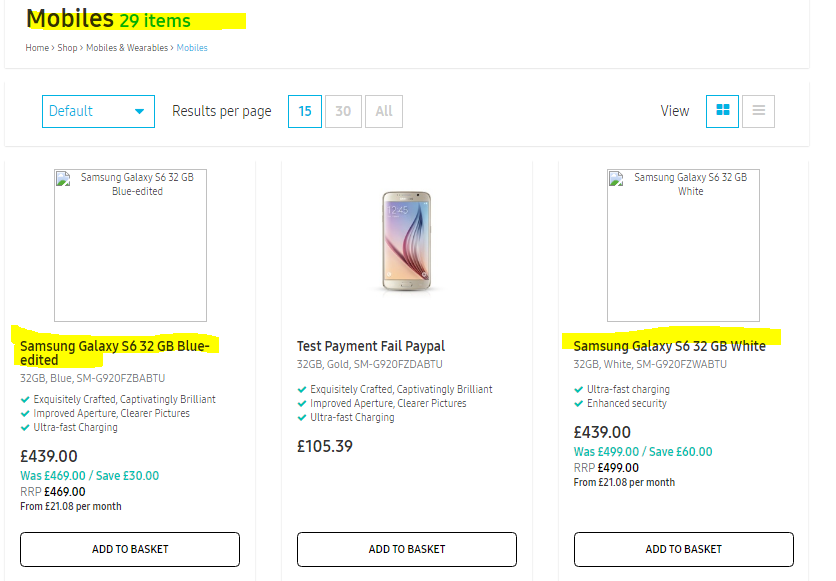 Mobiles 29 items
Home › Shop › Mobiles & Wearables › Mobiles
Default
Results per page
15
30
All
View
Samsung Galaxy S6 32 GB
Blue-edited
Samsung Galaxy S6 32 GB Blue-
edited
32GB, Blue, SM-G920FZBABTU
Exquisitely Crafted, Captivatingly Brilliant
Improved Aperture, Clearer Pictures
Ultra-fast Charging
£439.00
Was £469.00 / Save £30.00
RRP £469.00
From £21.08 per month
ADD TO BASKET
12:45
Test Payment Fail Paypal
32GB, Gold, SM-G920FZDABTU
Exquisitely Crafted, Captivatingly Brilliant
Improved Aperture, Clearer Pictures
Ultra-fast Charging
£105.39
ADD TO BASKET
Samsung Galaxy S6 32 GB
White
Samsung Galaxy S6 32 GB White
32GB, White, SM-G920FZWABTU
Ultra-fast charging
Enhanced security
£439.00
Was £499.00 / Save £60.00
RRP £499.00
From £21.08 per month
ADD TO BASKET